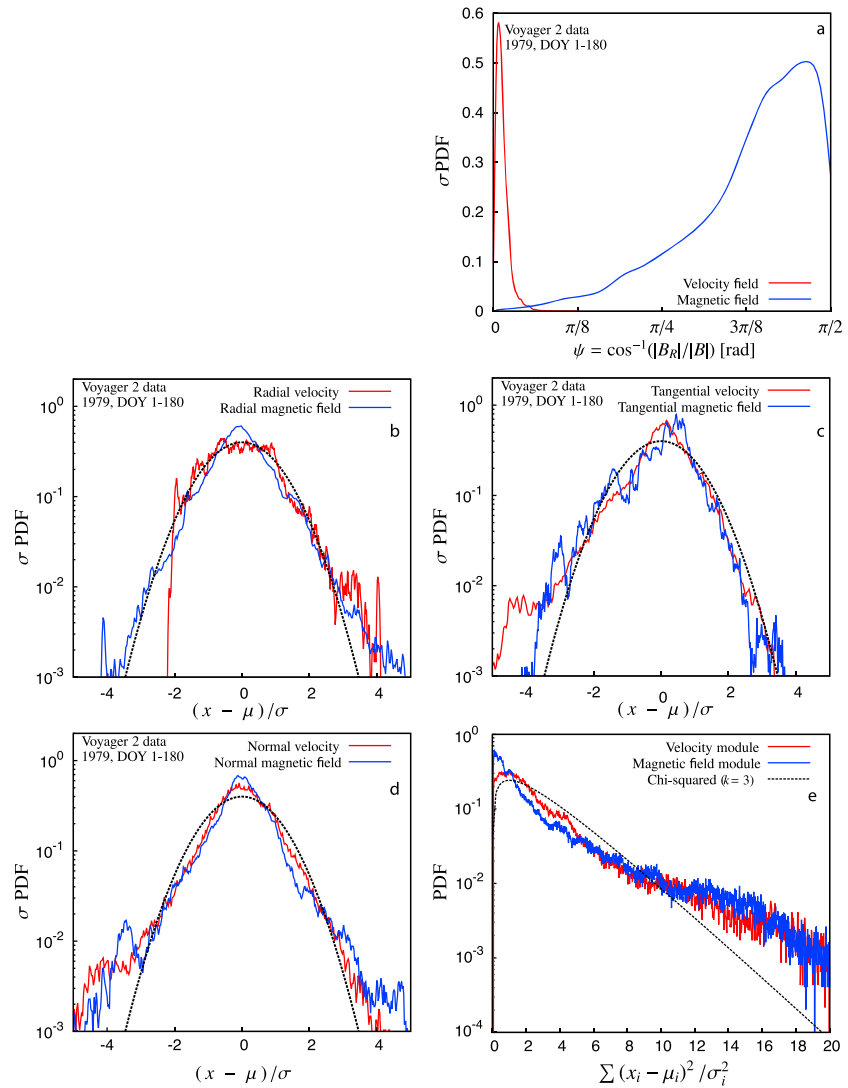 Voyager 2 data
1979, DOY 1-180
a
0.6
0.5
0.4
0.3
0.2
0.1
0
σ PDF
Velocity field
Magnetic field
0
π/8
π/4
3π/8
π/2
ψ = cos⁻¹(|B_R|/|B|) [rad]
Voyager 2 data
1979, DOY 1-180
Radial velocity
Radial magnetic field
b
10⁰
10⁻¹
10⁻²
10⁻³
σ PDF
-4
-2
0
2
4
(x − μ)/σ
Voyager 2 data
1979, DOY 1-180
Tangential velocity
Tangential magnetic field
c
10⁰
10⁻¹
10⁻²
10⁻³
σ PDF
-4
-2
0
2
4
(x − μ)/σ
Voyager 2 data
1979, DOY 1-180
Normal velocity
Normal magnetic field
d
10⁰
10⁻¹
10⁻²
10⁻³
σ PDF
-4
-2
0
2
4
(x − μ)/σ
Velocity module
Magnetic field module
Chi-squared (k = 3)
e
10⁰
10⁻¹
10⁻²
10⁻³
10⁻⁴
PDF
0 2 4 6 8 10 12 14 16 18 20
∑ (x_i − μ_i)² /σ_i²